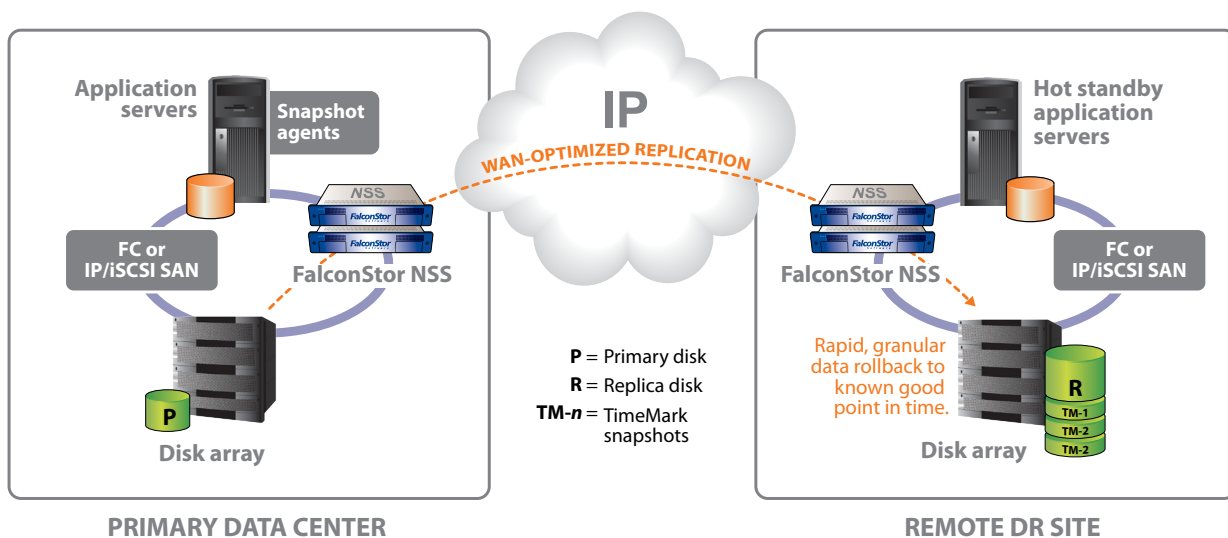 Application
servers
Snapshot
agents
NSS
FalconStor
FalconStor
FalconStor NSS
FC or
IP/iSCSI SAN
P
Disk array
PRIMARY DATA CENTER
IP
WAN-OPTIMIZED REPLICATION
P = Primary disk
R = Replica disk
TM-n = TimeMark
snapshots
Hot standby
application
servers
NSS
FalconStor
FalconStor
FalconStor NSS
FC or
IP/iSCSI SAN
Rapid, granular
data rollback to
known good
point in time.
R
TM-1
TM-2
TM-2
Disk array
REMOTE DR SITE